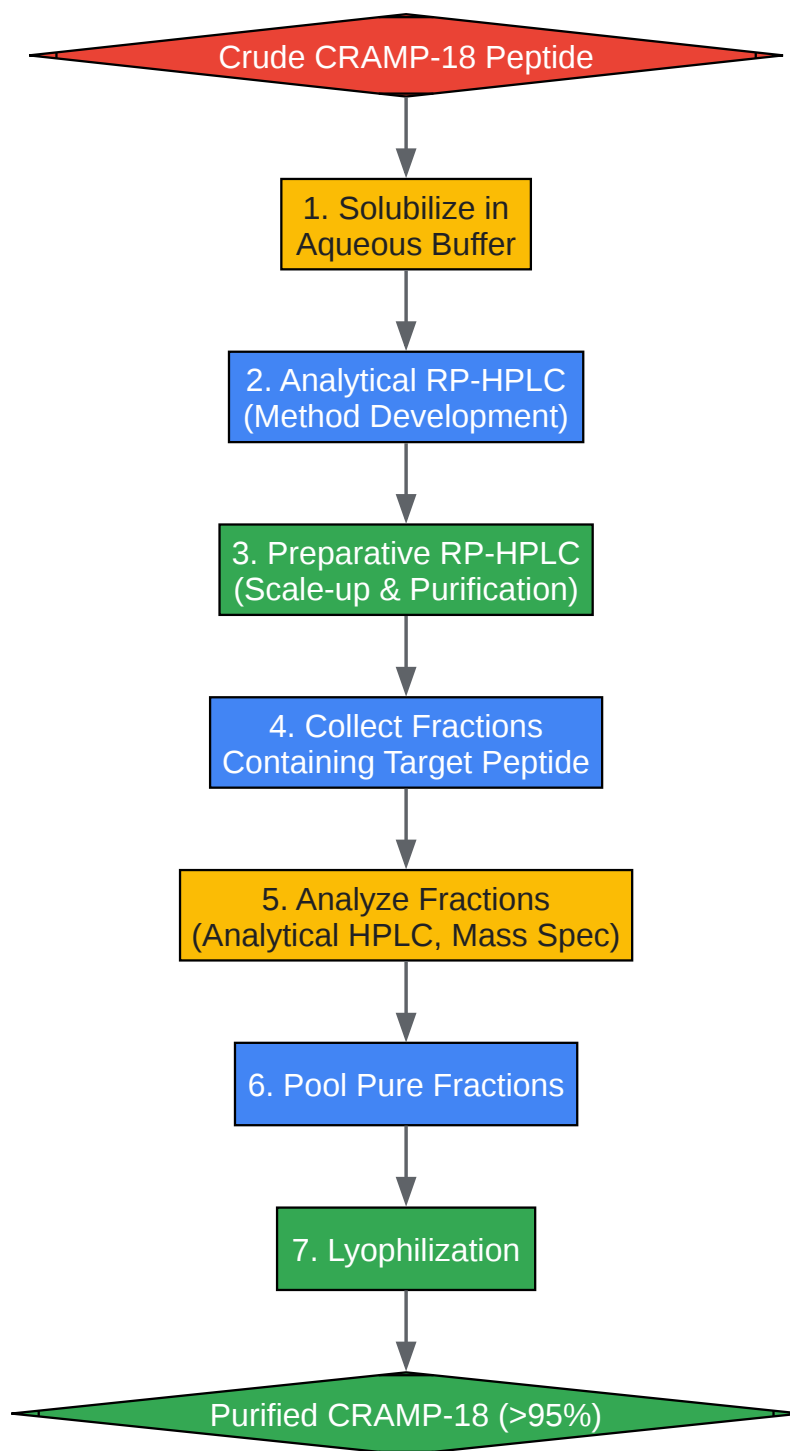 Crude CRAMP-18 Peptide
1. Solubilize in
Aqueous Buffer
2. Analytical RP-HPLC
(Method Development)
3. Preparative RP-HPLC
(Scale-up & Purification)
4. Collect Fractions
Containing Target Peptide
5. Analyze Fractions
(Analytical HPLC, Mass Spec)
6. Pool Pure Fractions
7. Lyophilization
Purified CRAMP-18 (>95%)